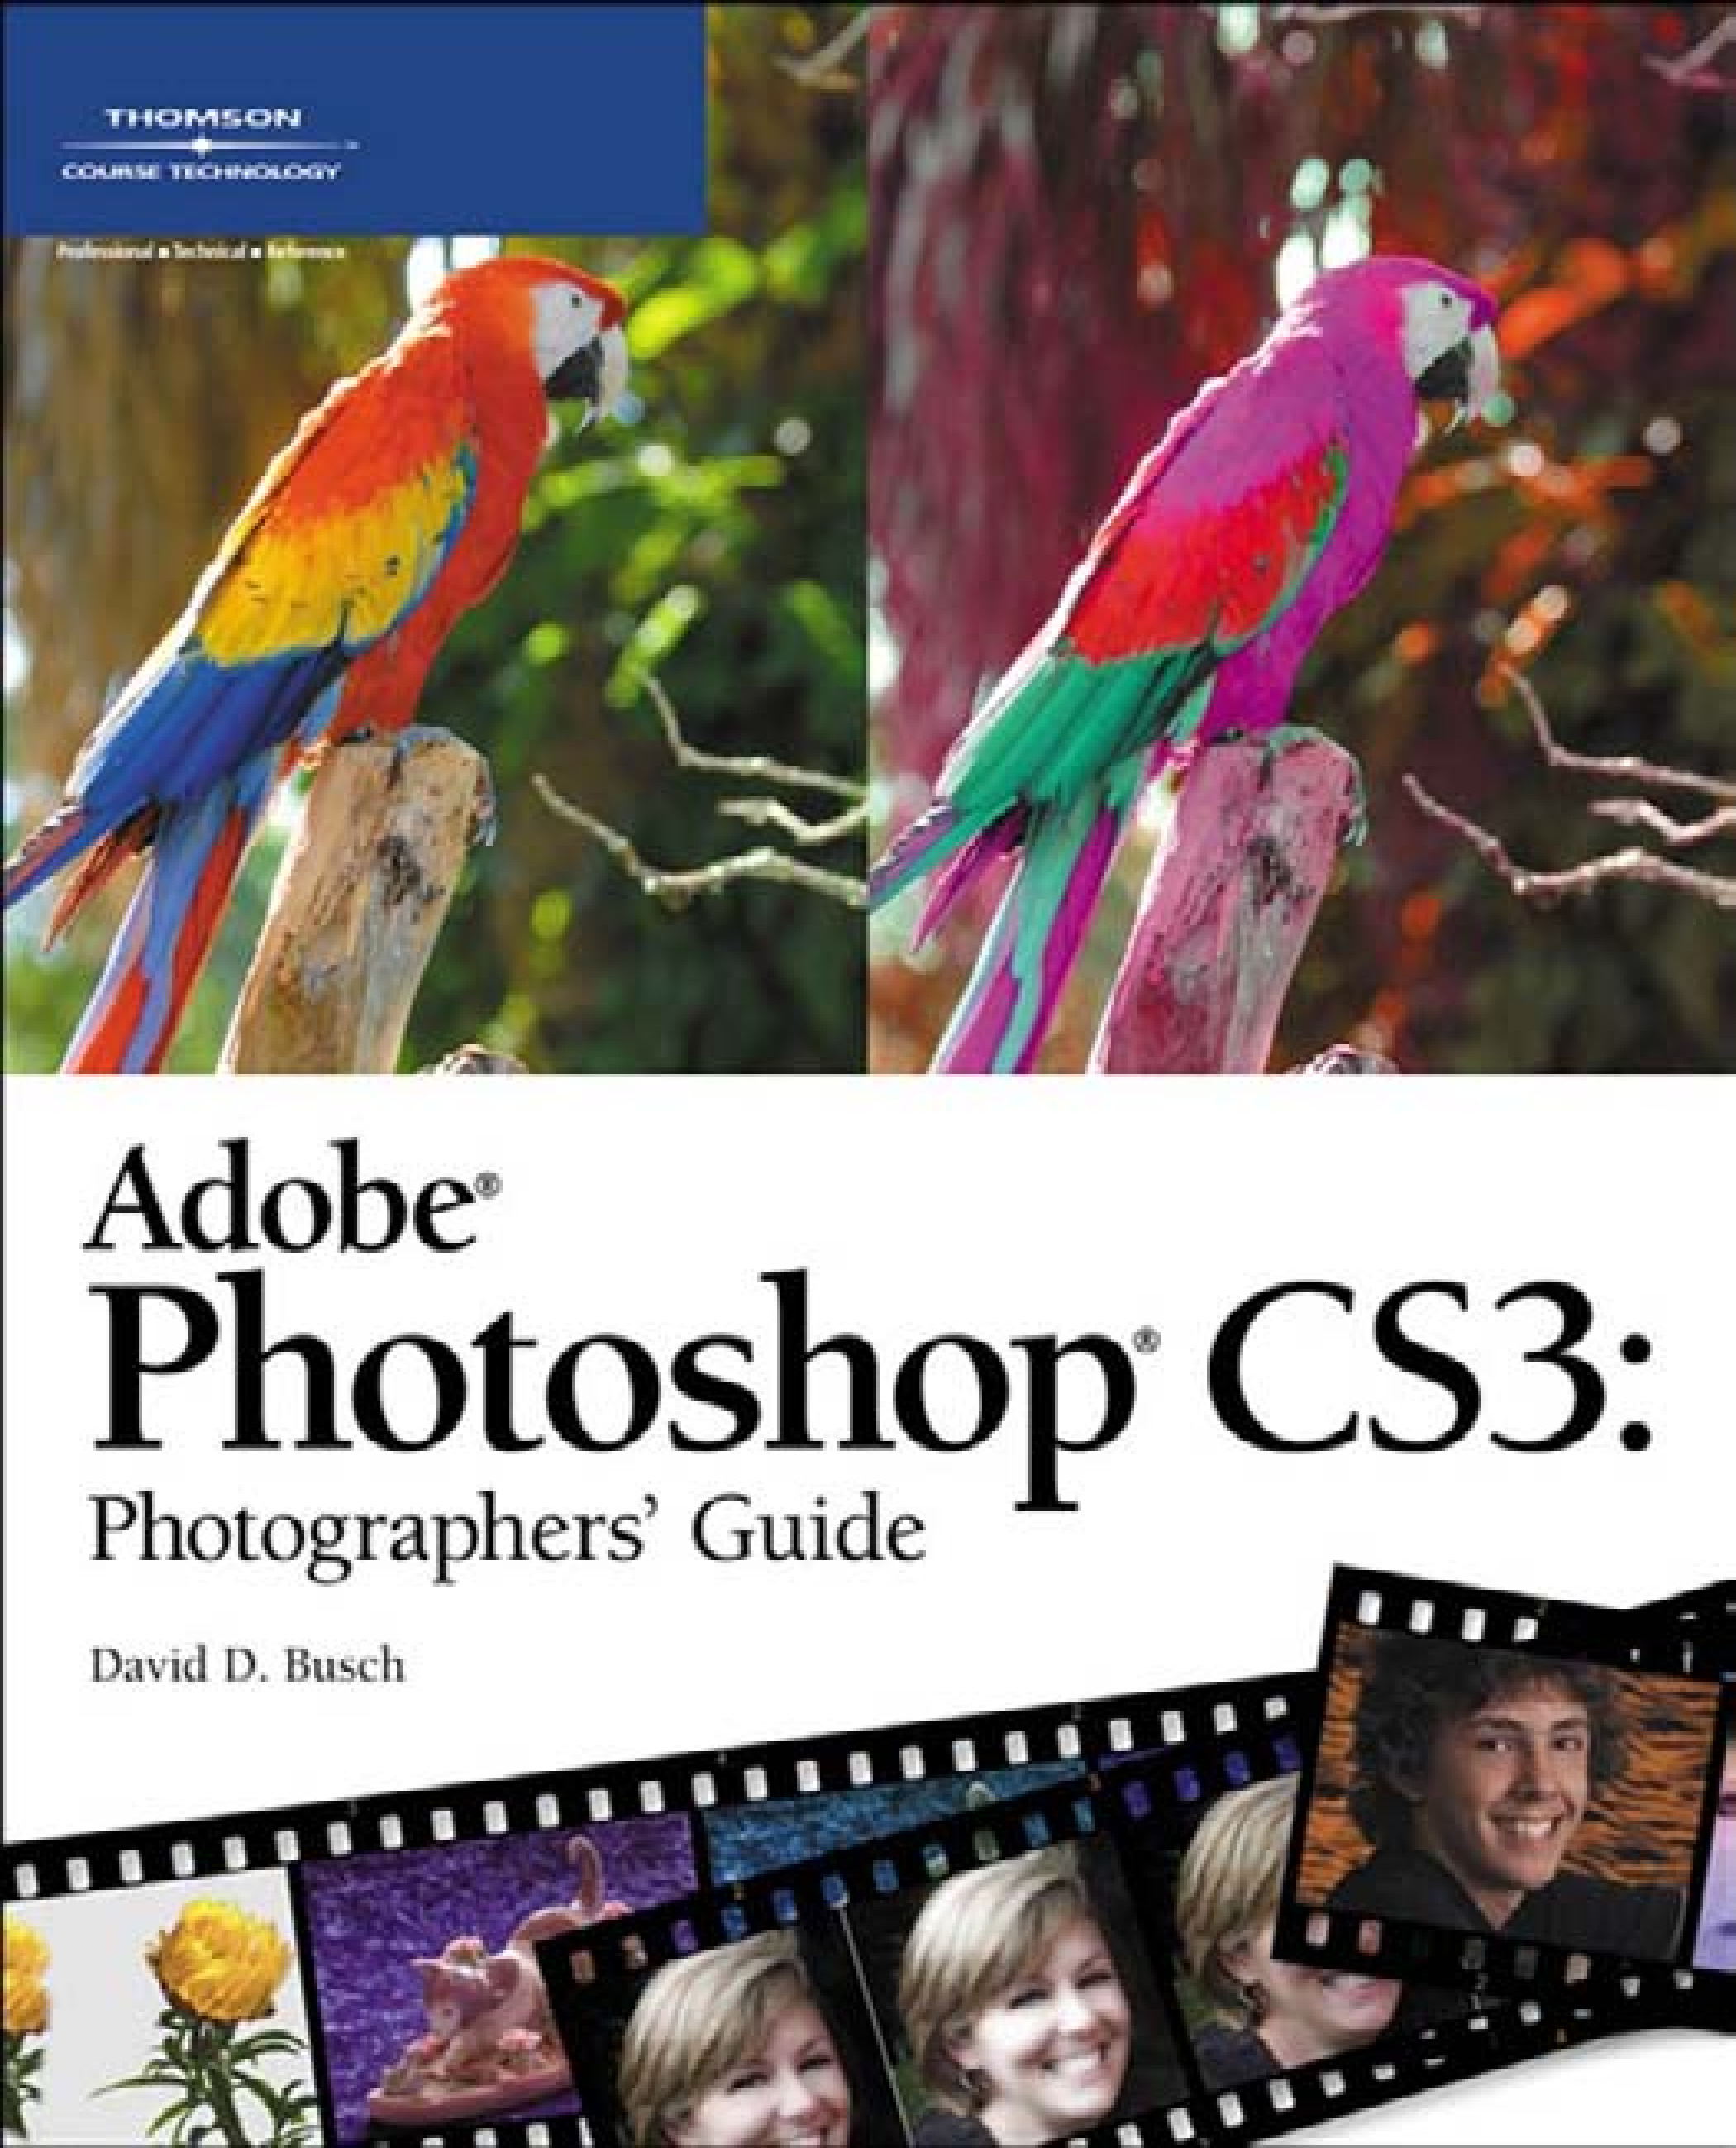 THOMSON
COURSE TECHNOLOGY
Professional ■ Technical ■ Reference
Adobe®
Photoshop® CS3:
Photographers' Guide
David D. Busch